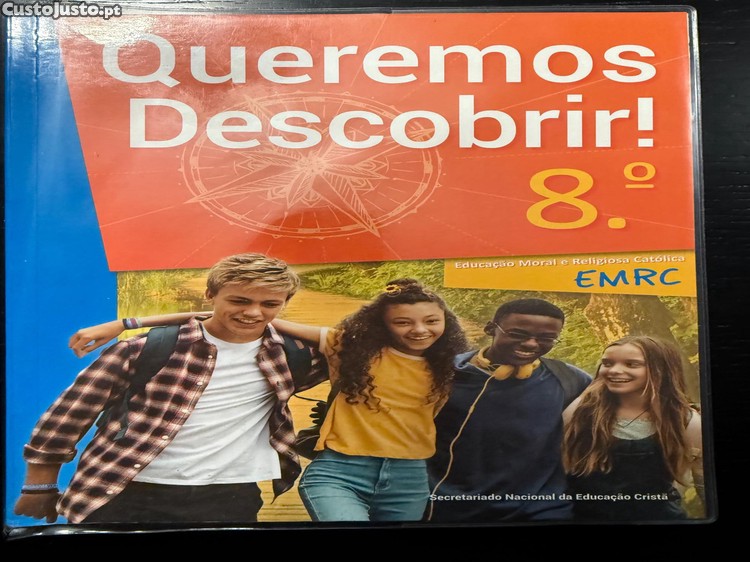 CustoJusto.pt
Queremos
Descobrir!
8.º
Educação Moral e Religiosa Católica
EMRC
Secretariado Nacional da Educação Cristã